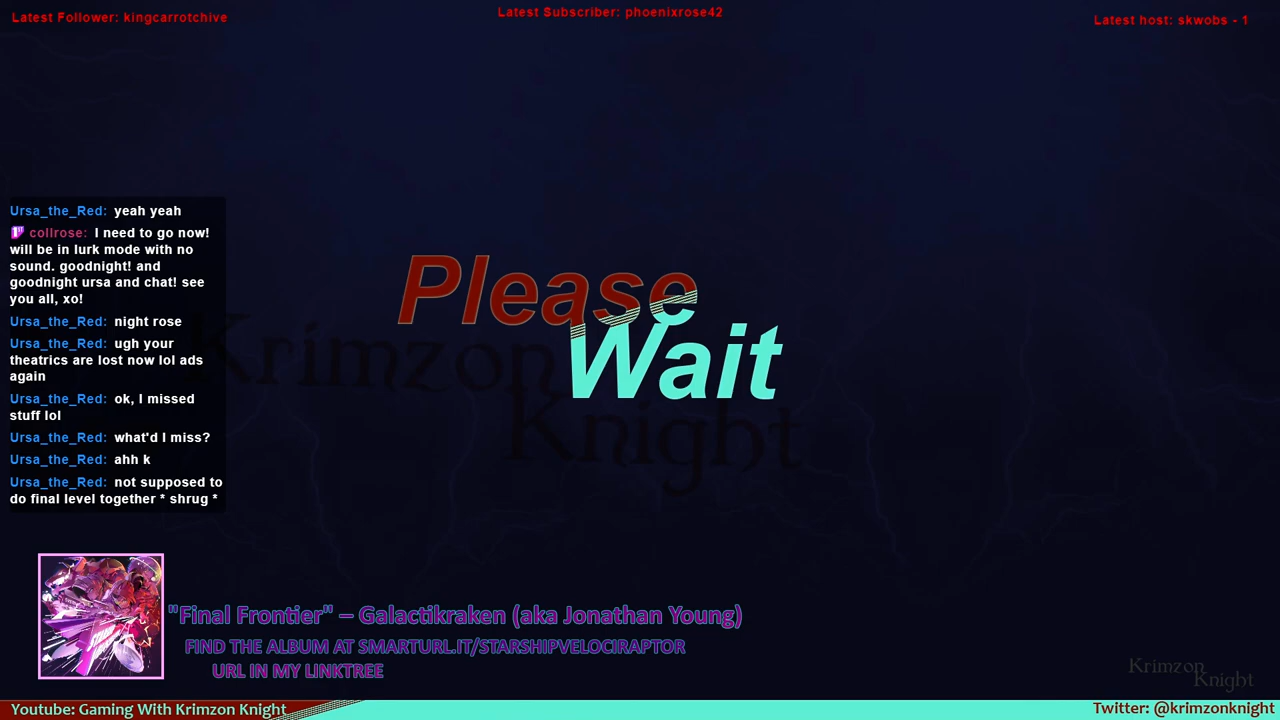 Latest Follower: kingcarrotchive
Latest Subscriber: phoenixrose42
Latest host: skwobs - 1
Ursa_the_Red: yeah yeah
collrose: I need to go now!
will be in lurk mode with no
sound. goodnight! and
goodnight ursa and chat! see
you all, xo!
Ursa_the_Red: night rose
Ursa_the_Red: ugh your
theatrics are lost now lol ads
again
Ursa_the_Red: ok, I missed
stuff lol
Ursa_the_Red: what'd I miss?
Ursa_the_Red: ahh k
Ursa_the_Red: not supposed to
do final level together * shrug *
Please
Wait
Krimzon
Knight
"Final Frontier" – Galactikraken (aka Jonathan Young)
FIND THE ALBUM AT SMARTURL.IT/STARSHIPVELOCIRAPTOR
URL IN MY LINKTREE
Krimzon
Knight
Youtube: Gaming With Krimzon Knight
Twitter: @krimzonknight